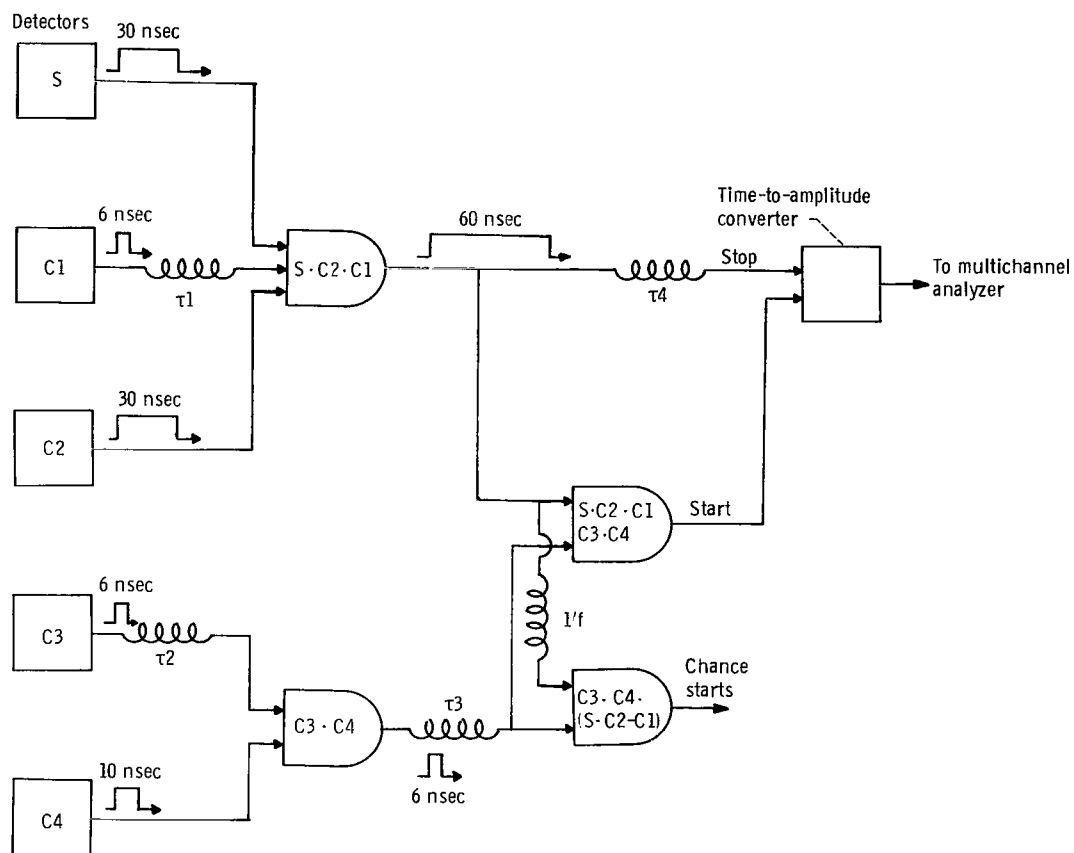 Detectors
30 nsec
S
6 nsec
C1
τ1
S·C2·C1
60 nsec
Time-to-amplitude
converter
Stop
τ4
To multichannel
analyzer
30 nsec
C2
S·C2·C1
C3·C4
Start
6 nsec
C3
τ2
1/f
C3·C4
τ3
6 nsec
C3·C4·
(S·C2-C1)
Chance
starts
10 nsec
C4